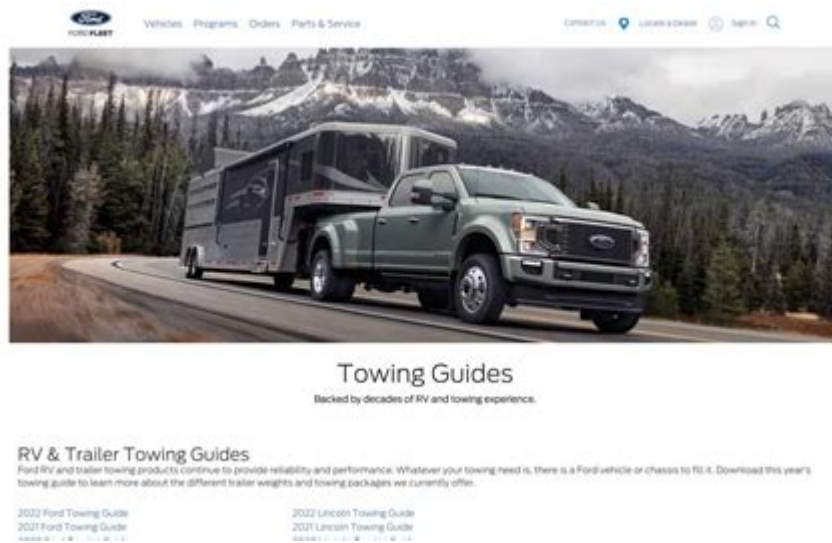 Ford
FORD FLEET
Vehicles Programs Orders Parts & Service
Contact Us Locate a Dealer Sign In
Towing Guides
Backed by decades of RV and towing experience.
RV & Trailer Towing Guides
Ford RV and trailer towing products continue to provide reliability and performance. Whatever your towing need is, there is a Ford vehicle or chassis to fill it. Download this year's
towing guide to learn more about the different trailer weights and towing packages we currently offer.
2022 Ford Towing Guide 2022 Lincoln Towing Guide
2021 Ford Towing Guide 2021 Lincoln Towing Guide